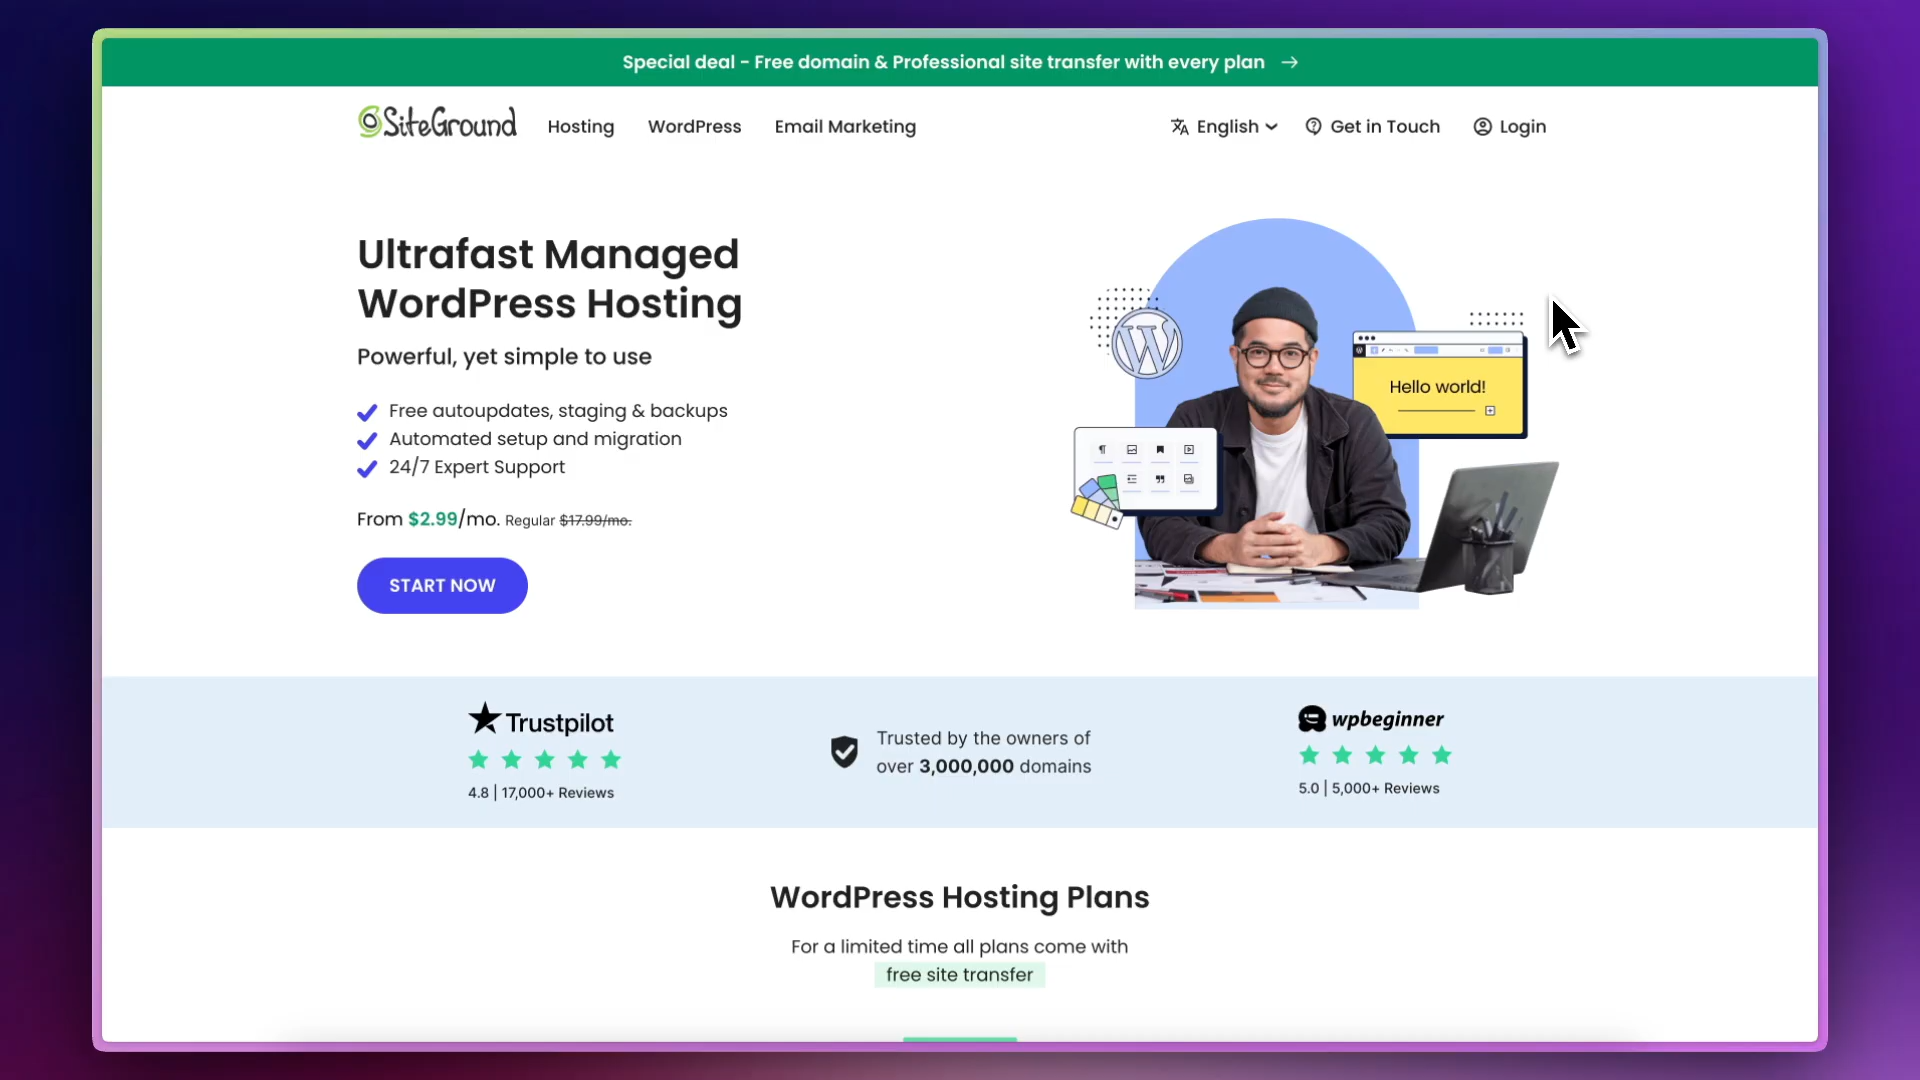 Special deal - Free domain & Professional site transfer with every plan →
SiteGround
Hosting
WordPress
Email Marketing
English
Get in Touch
Login
Ultrafast Managed
WordPress Hosting
Powerful, yet simple to use
Free autoupdates, staging & backups
Automated setup and migration
24/7 Expert Support
From $2.99/mo. Regular $17.99/mo.
START NOW
Hello world!
Trustpilot
4.8 | 17,000+ Reviews
Trusted by the owners of
over 3,000,000 domains
wpbeginner
5.0 | 5,000+ Reviews
WordPress Hosting Plans
For a limited time all plans come with
free site transfer